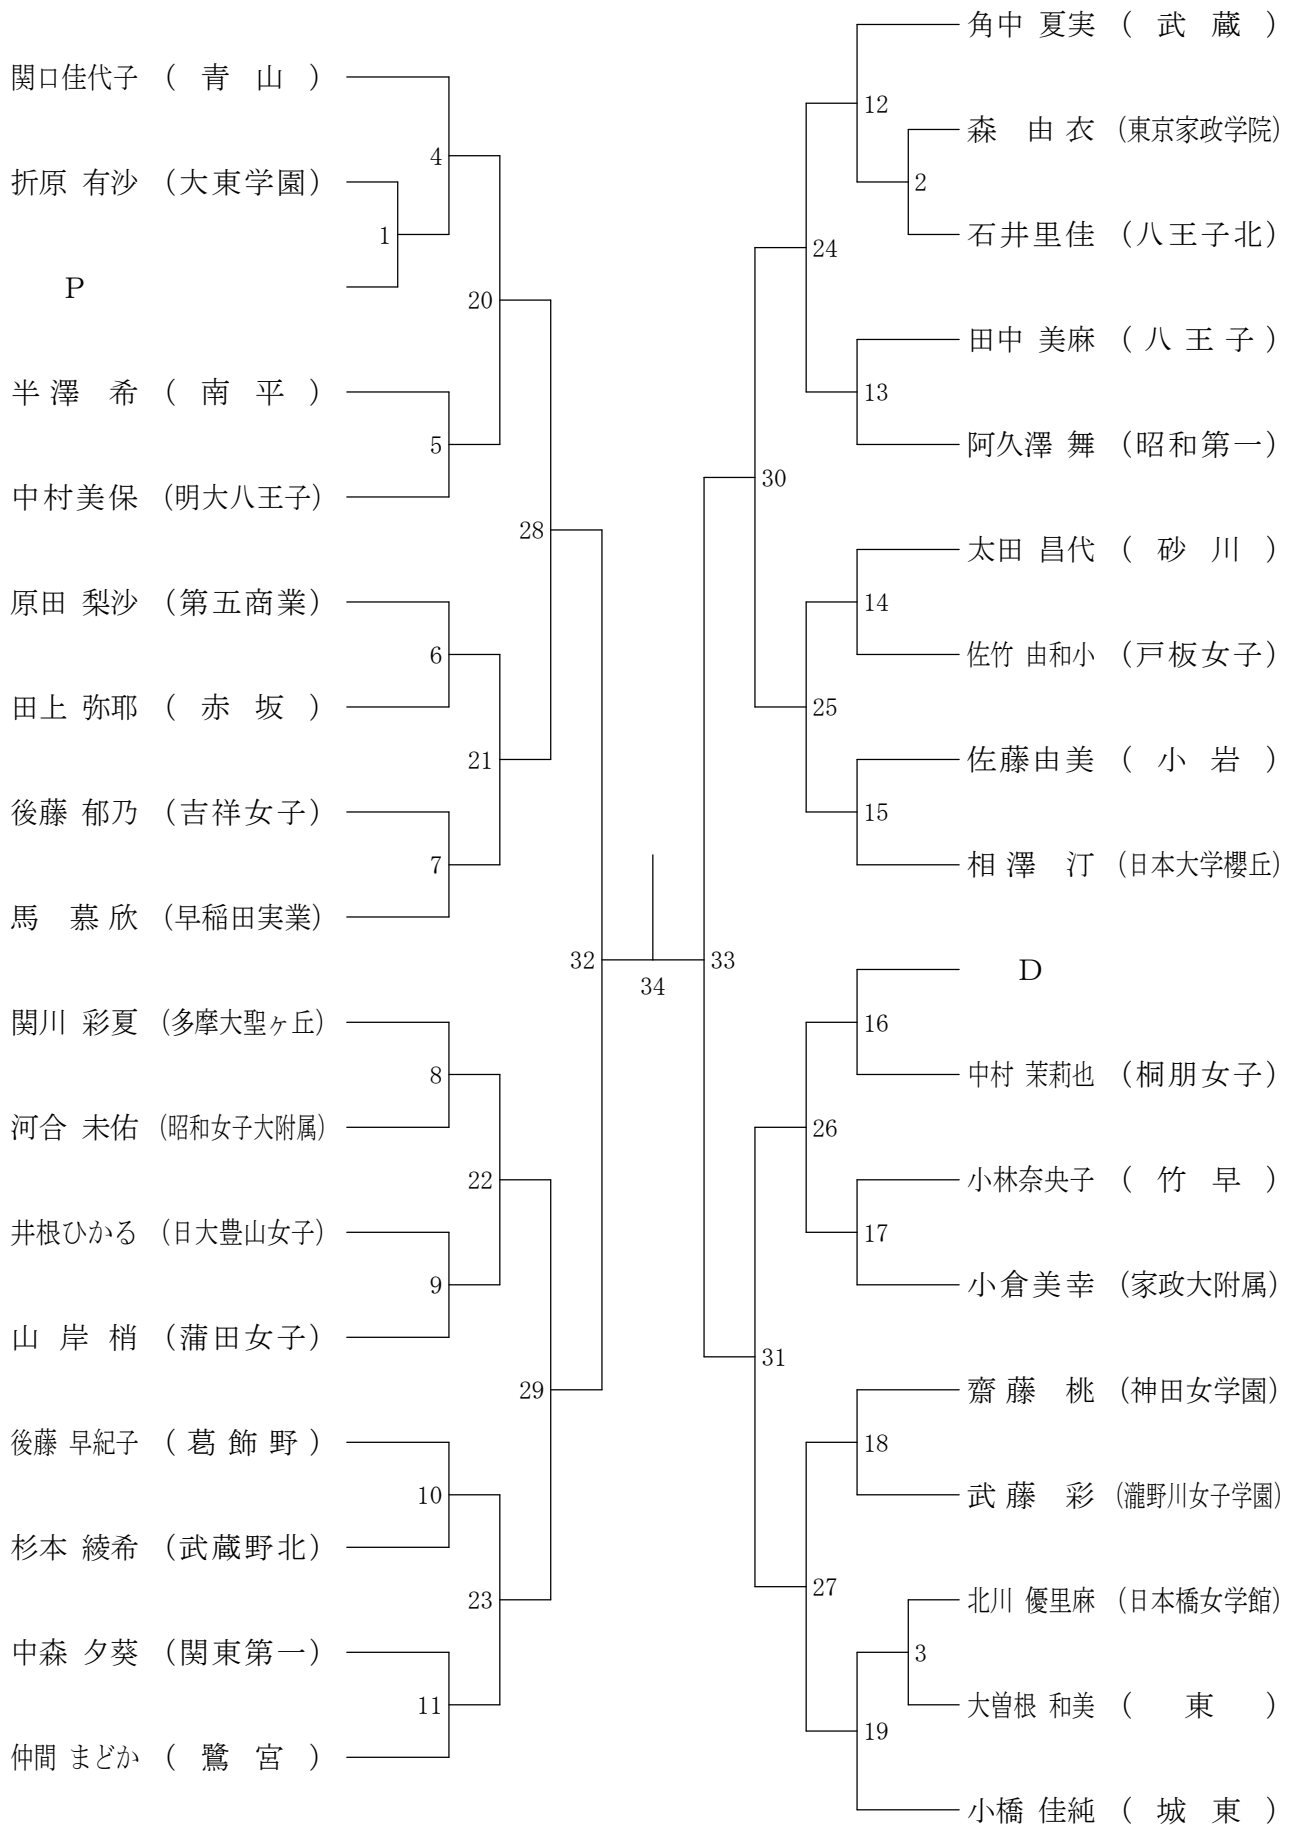 関口佳代子 （ 青 山 ）
4
折原 有沙 （大東学園）
1
P
20
半 澤 希 （ 南 平 ）
5
中村美保 （明大八王子）
28
原田 梨沙 （第五商業）
6
田上 弥耶 （ 赤 坂 ）
21
後藤 郁乃 （吉祥女子）
7
馬 慕 欣 （早稲田実業）
32
関川 彩夏 （多摩大聖ヶ丘）
8
河合 未佑 （昭和女子大附属）
22
井根ひかる （日大豊山女子）
9
山 岸 梢 （蒲田女子）
29
後藤 早紀子 （ 葛 飾 野 ）
10
杉本 綾希 （武蔵野北）
23
中森 夕葵 （関東第一）
11
仲間 まどか （ 鷺 宮 ）
34
角中 夏実 （ 武 蔵 ）
12
森 由 衣 （東京家政学院）
2
石井里佳 （八王子北）
24
田中 美麻 （ 八 王 子 ）
13
阿久澤 舞 （昭和第一）
30
太田 昌代 （ 砂 川 ）
14
佐竹 由和小 （戸板女子）
25
佐藤由美 （ 小 岩 ）
15
相 澤 汀 （日本大学櫻丘）
33
D
16
中村 茉莉也 （桐朋女子）
26
小林奈央子 （ 竹 早 ）
17
小倉美幸 （家政大附属）
31
齋 藤 桃 （神田女学園）
18
武 藤 彩 （瀧野川女子学園）
27
北川 優里麻 （日本橋女学館）
3
大曽根 和美 （ 東 ）
19
小橋 佳純 （ 城 東 ）